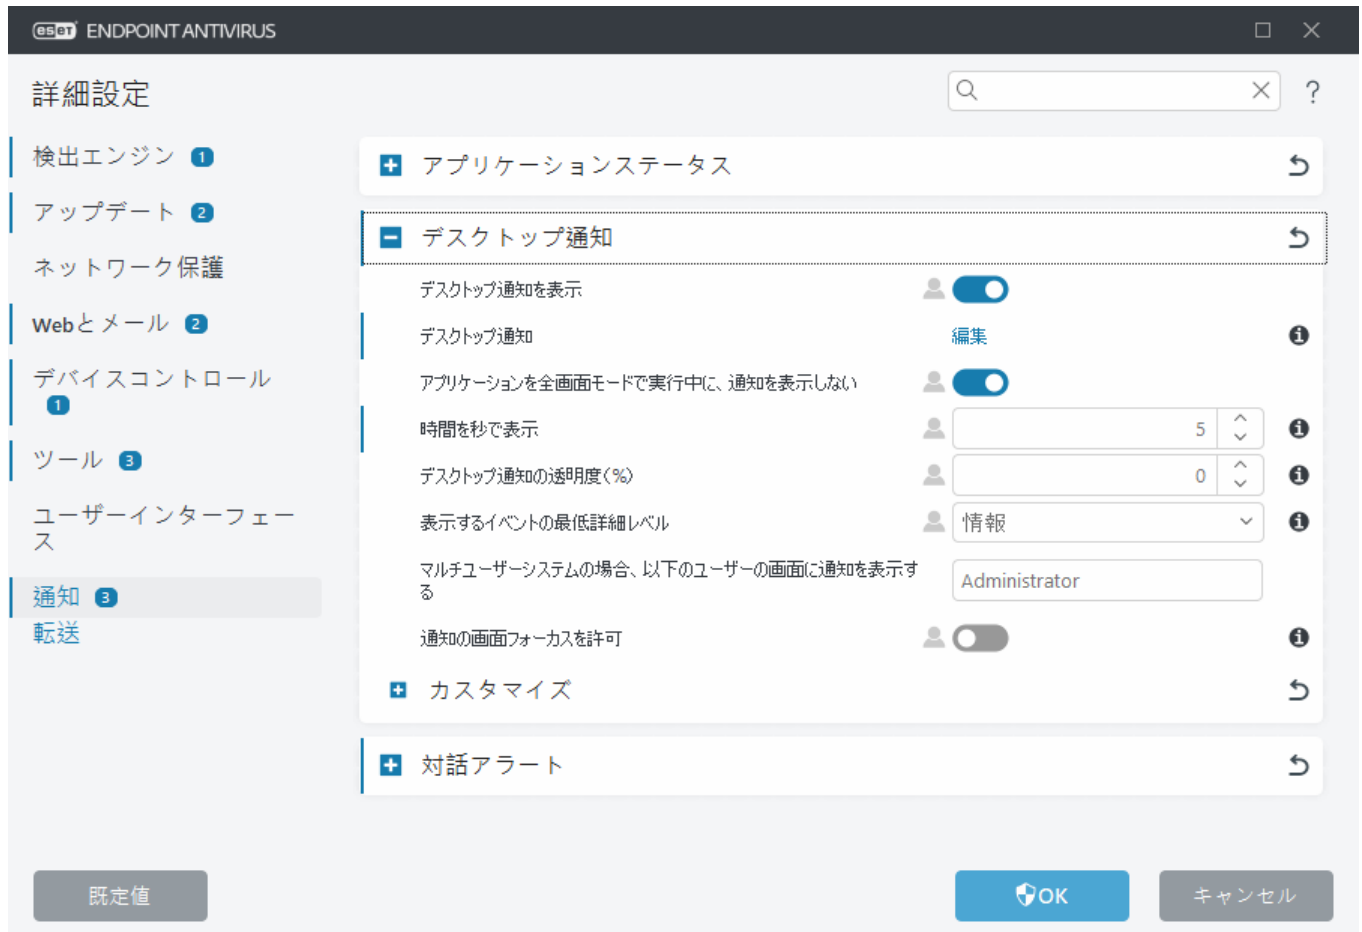 eseT ENDPOINT ANTIVIRUS
詳細設定
?
検出エンジン 1
アップデート 2
ネットワーク保護
Webとメール 2
デバイスコントロール
1
ツール 3
ユーザーインターフェー
ス
通知 3
転送
アプリケーションステータス
デスクトップ通知
デスクトップ通知を表示
デスクトップ通知 編集
アプリケーションを全画面モードで実行中に、通知を表示しない
時間を秒で表示 5
デスクトップ通知の透明度(%) 0
表示するイベントの最低詳細レベル 情報
マルチユーザーシステムの場合、以下のユーザーの画面に通知を表示す
る
Administrator
通知の画面フォーカスを許可
カスタマイズ
対話アラート
既定値 OK キャンセル